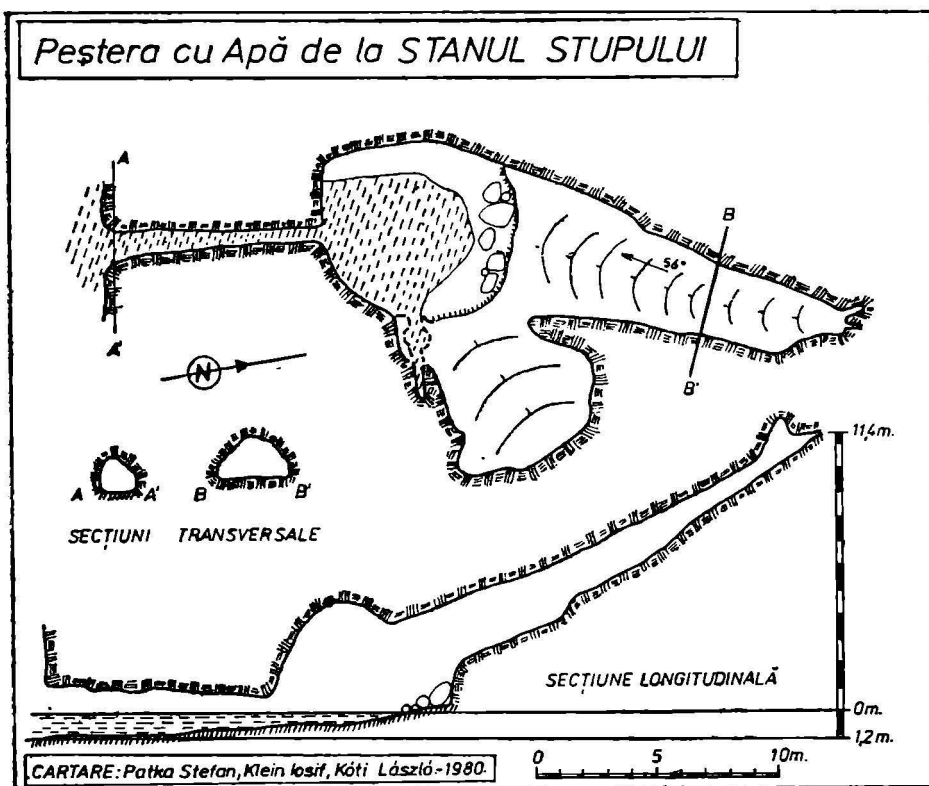 Peștera cu Apă de la STANUL STUPULUI
A
A'
B
56°
B'
N
A A'
B B'
SECȚIUNI TRANSVERSALE
11,4m.
SECȚIUNE LONGITUDINALĂ
0m.
1,2m.
0 5 10m.
CARTARE: Patka Stefan, Klein Iosif, Kóti László-1980.